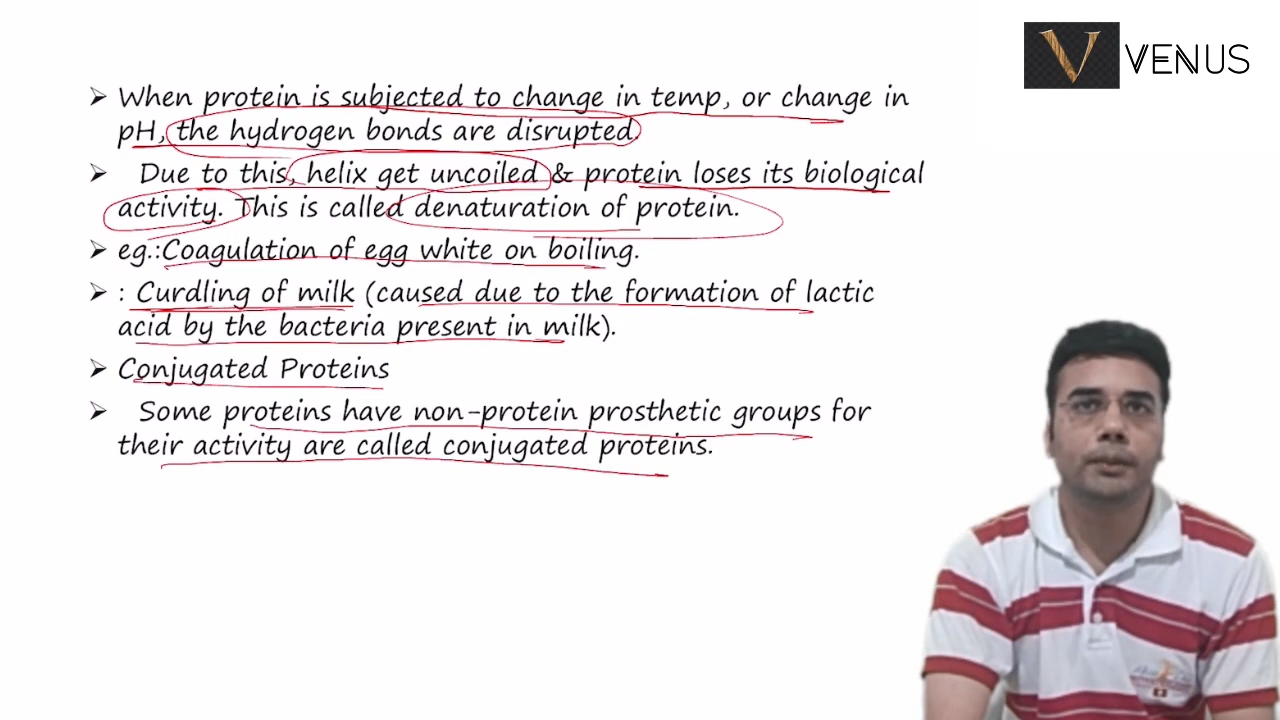 V VENUS
➢ When protein is subjected to change in temp, or change in
pH, the hydrogen bonds are disrupted.
➢ Due to this, helix get uncoiled & protein loses its biological
activity. This is called denaturation of protein.
➢ eg.:Coagulation of egg white on boiling.
➢ : Curdling of milk (caused due to the formation of lactic
acid by the bacteria present in milk).
➢ Conjugated Proteins
➢ Some proteins have non-protein prosthetic groups for
their activity are called conjugated proteins.